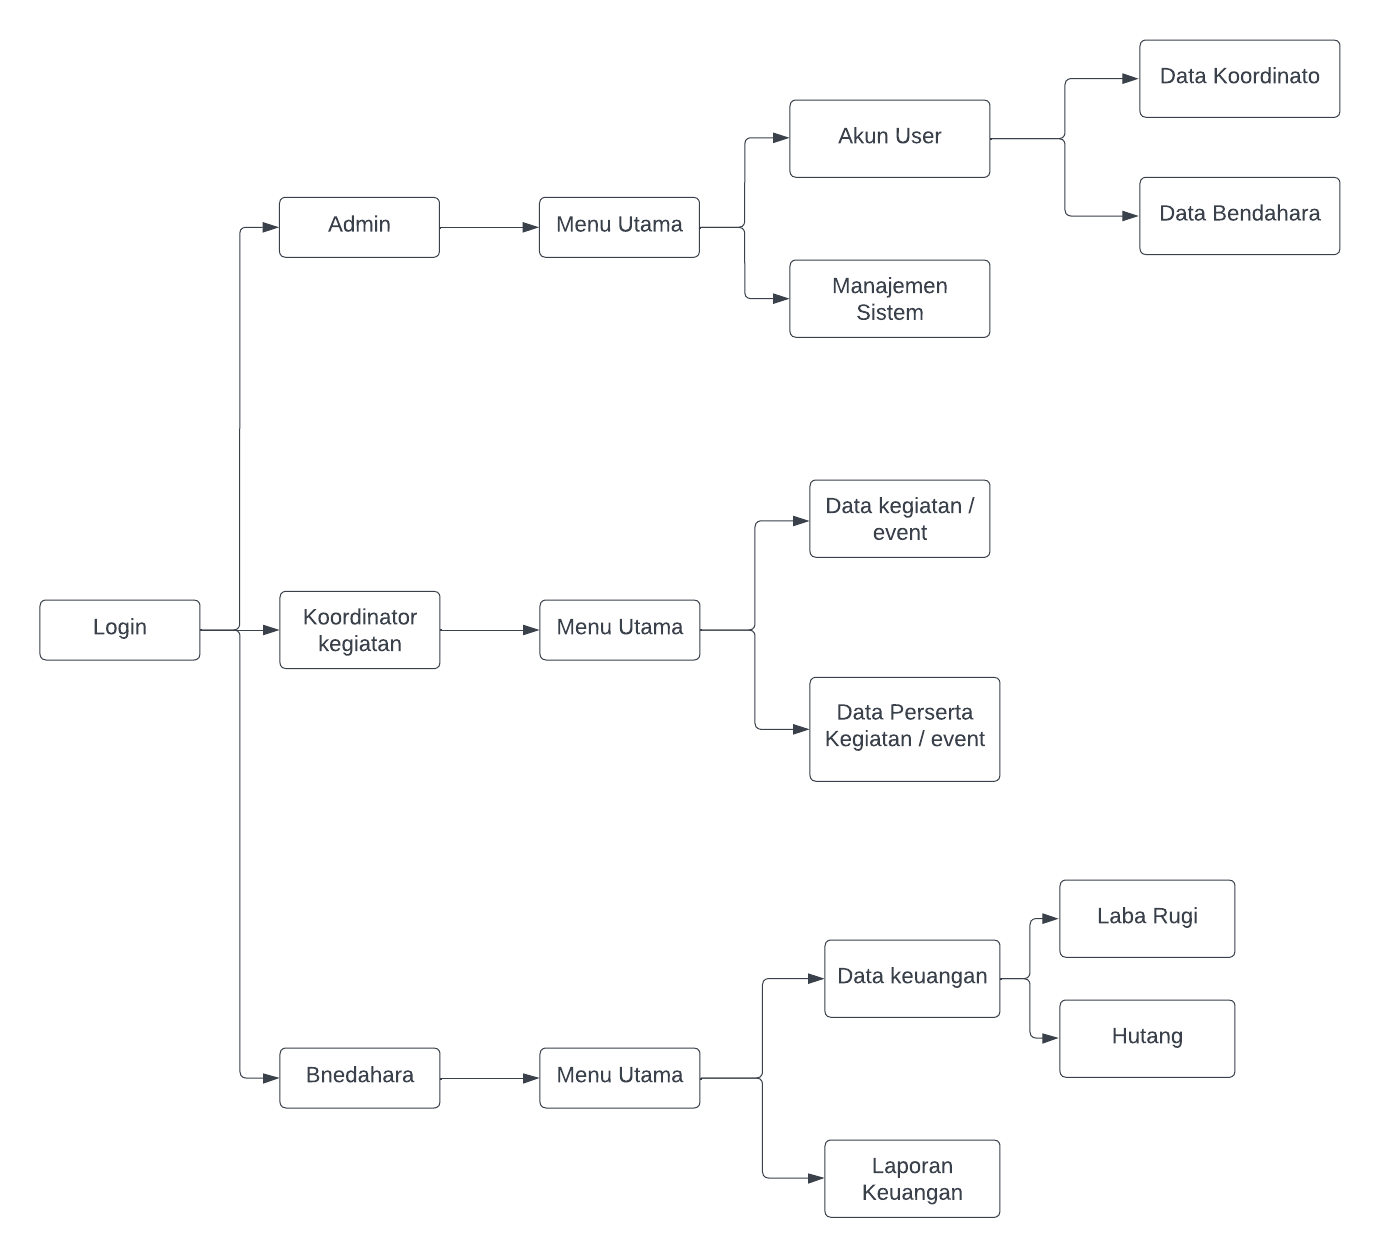 Data Koordinato
Akun User
Data Bendahara
Admin
Menu Utama
Manajemen
Sistem
Data kegiatan /
event
Login
Koordinator
kegiatan
Menu Utama
Data Perserta
Kegiatan / event
Laba Rugi
Data keuangan
Hutang
Bnedahara
Menu Utama
Laporan
Keuangan